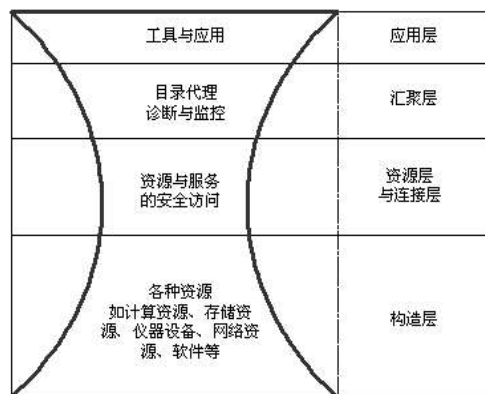 工具与应用
应用层
目录代理
诊断与监控
汇聚层
资源与服务
的安全访问
资源层
与连接层
各种资源
如计算资源、存储资
源、仪器设备、网络资
源、软件等
构造层